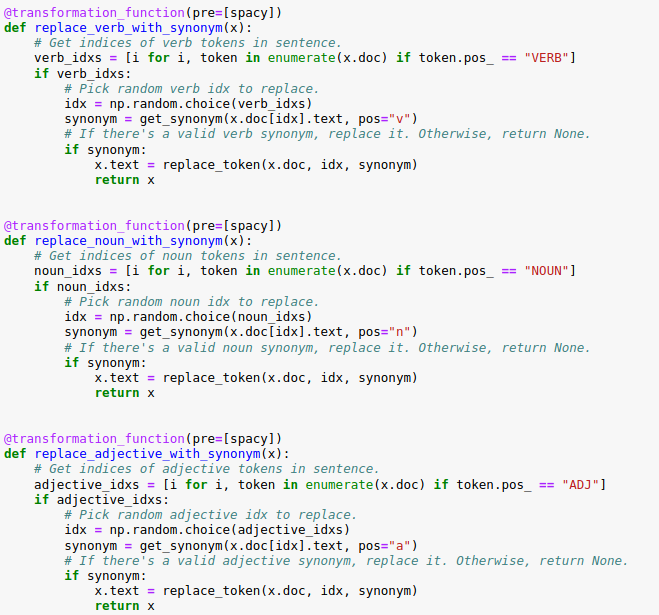 @transformation_function(pre=[spacy])
def replace_verb_with_synonym(x):
    # Get indices of verb tokens in sentence.
    verb_idxs = [i for i, token in enumerate(x.doc) if token.pos_ == "VERB"]
    if verb_idxs:
        # Pick random verb idx to replace.
        idx = np.random.choice(verb_idxs)
        synonym = get_synonym(x.doc[idx].text, pos="v")
        # If there's a valid verb synonym, replace it. Otherwise, return None.
        if synonym:
            x.text = replace_token(x.doc, idx, synonym)
            return x

@transformation_function(pre=[spacy])
def replace_noun_with_synonym(x):
    # Get indices of noun tokens in sentence.
    noun_idxs = [i for i, token in enumerate(x.doc) if token.pos_ == "NOUN"]
    if noun_idxs:
        # Pick random noun idx to replace.
        idx = np.random.choice(noun_idxs)
        synonym = get_synonym(x.doc[idx].text, pos="n")
        # If there's a valid noun synonym, replace it. Otherwise, return None.
        if synonym:
            x.text = replace_token(x.doc, idx, synonym)
            return x

@transformation_function(pre=[spacy])
def replace_adjective_with_synonym(x):
    # Get indices of adjective tokens in sentence.
    adjective_idxs = [i for i, token in enumerate(x.doc) if token.pos_ == "ADJ"]
    if adjective_idxs:
        # Pick random adjective idx to replace.
        idx = np.random.choice(adjective_idxs)
        synonym = get_synonym(x.doc[idx].text, pos="a")
        # If there's a valid adjective synonym, replace it. Otherwise, return None.
        if synonym:
            x.text = replace_token(x.doc, idx, synonym)
            return x